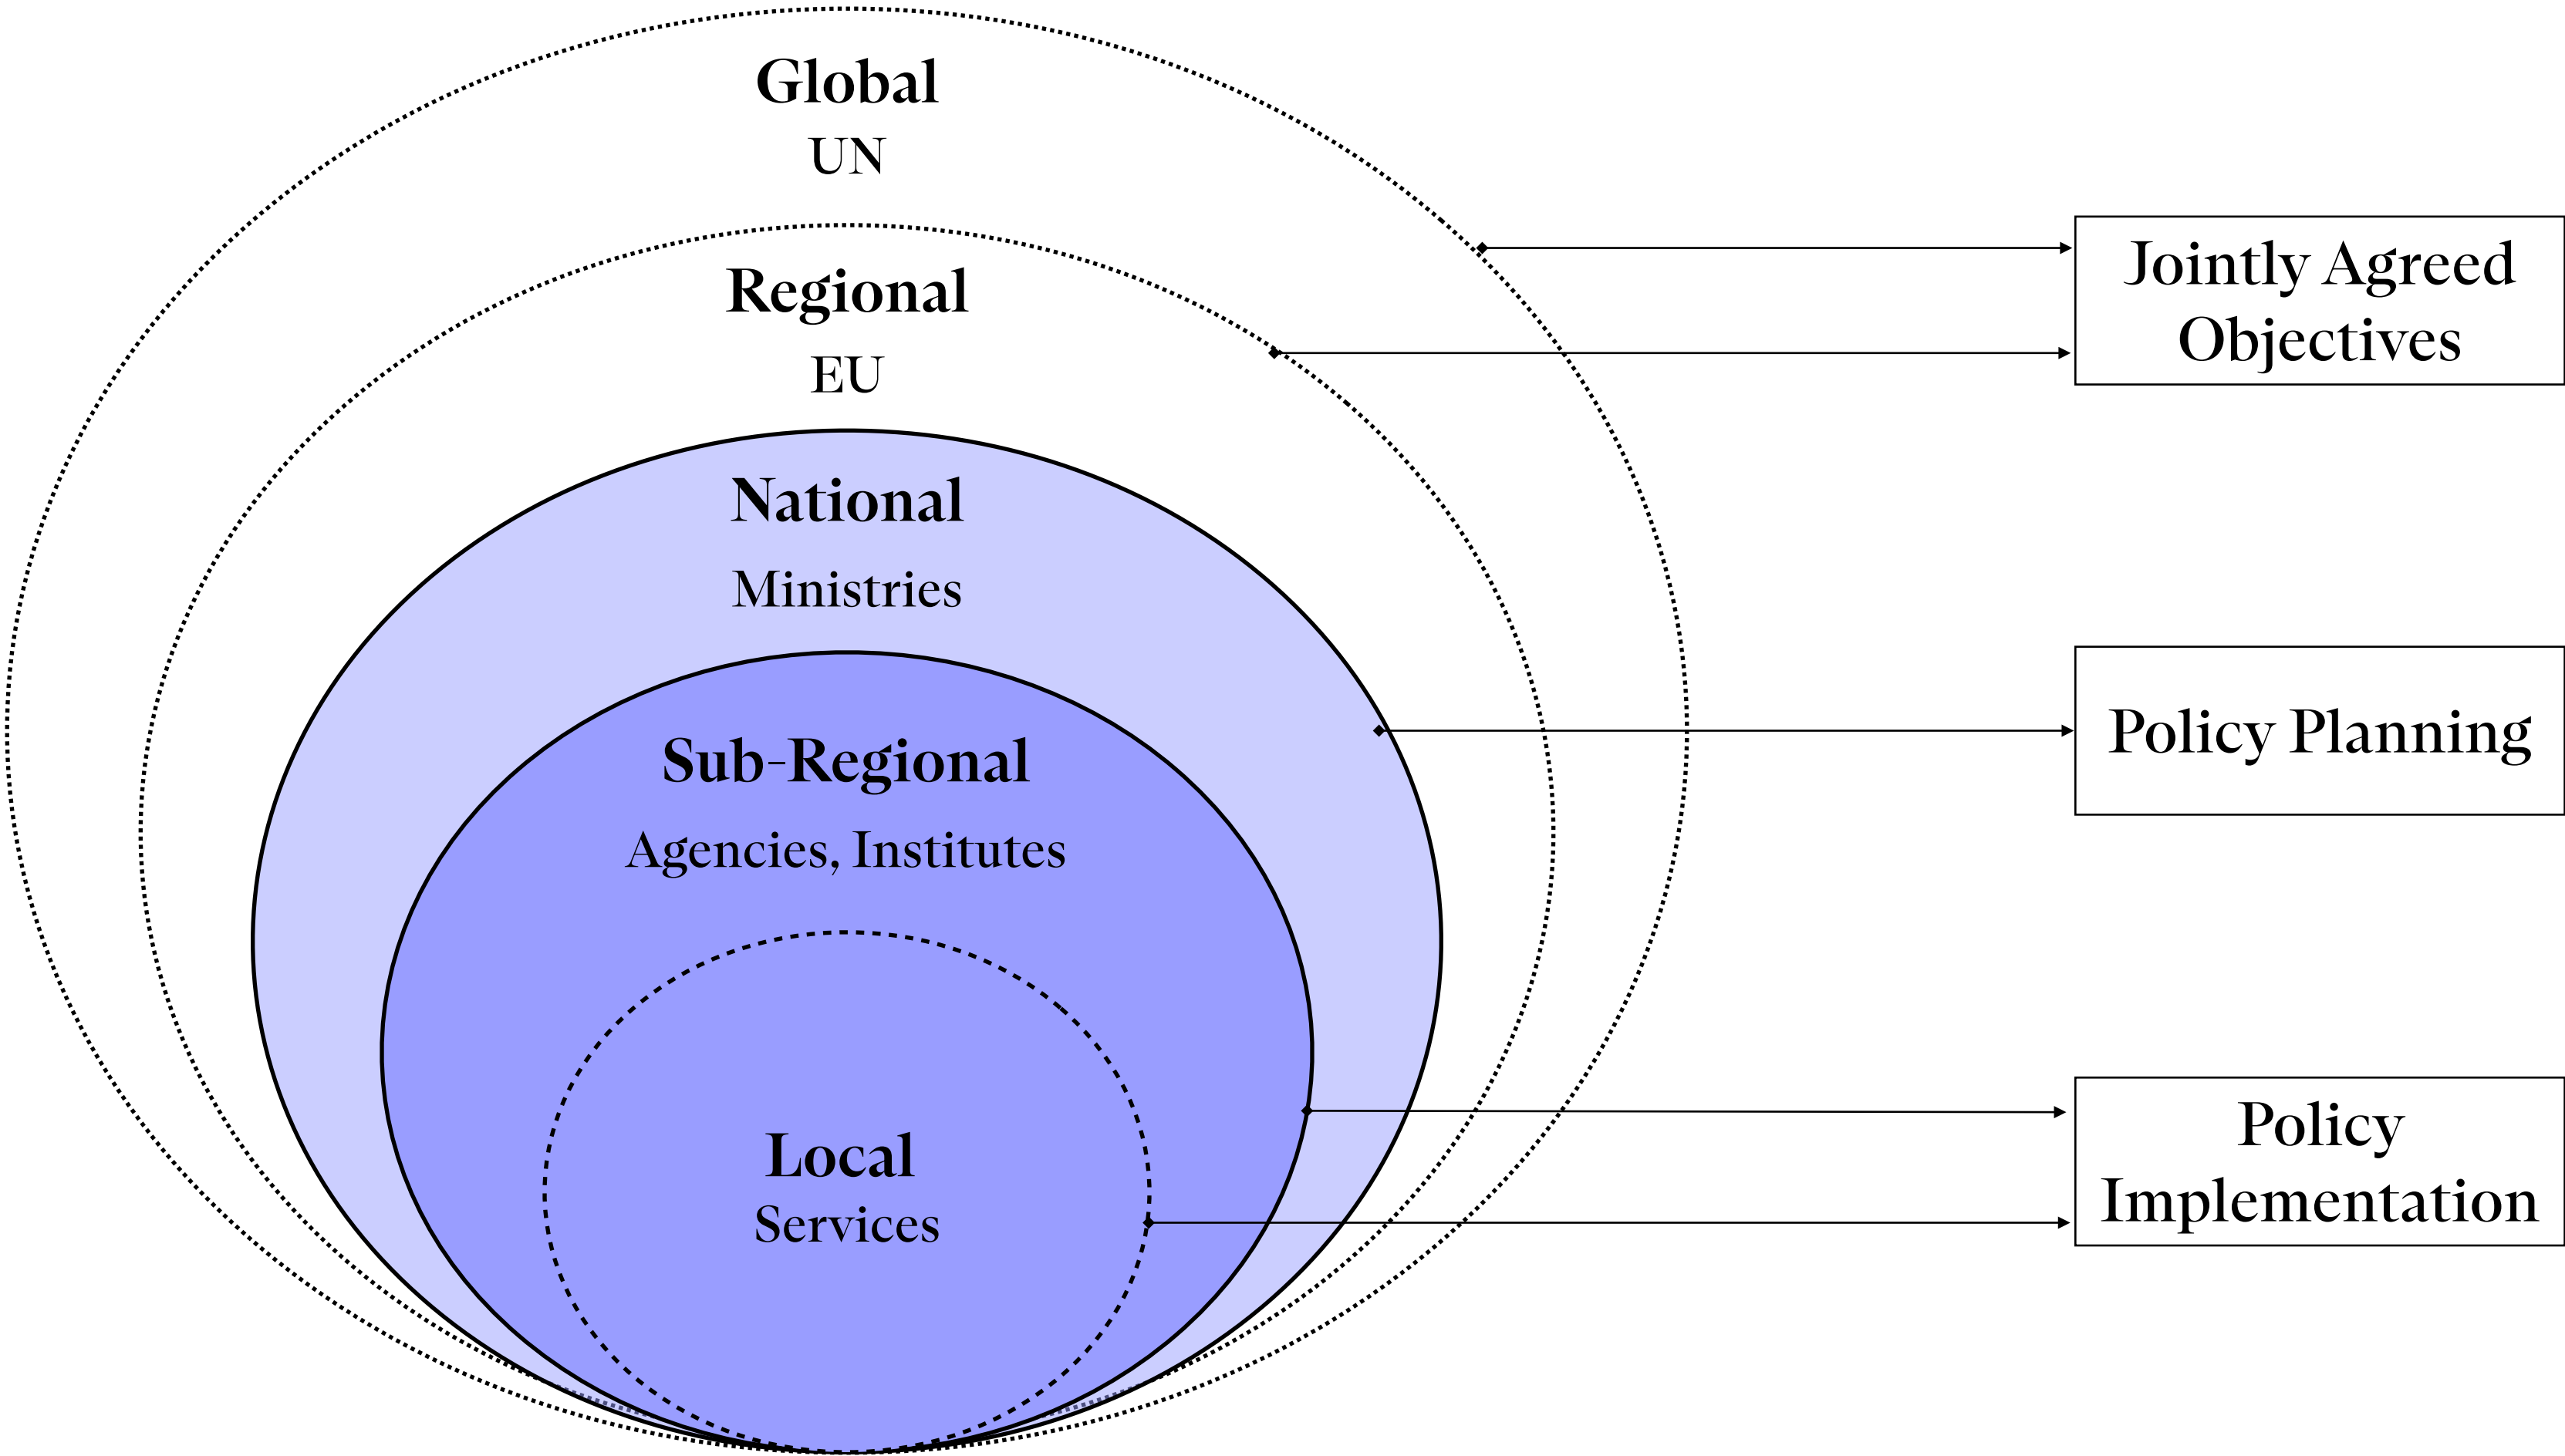 Global
UN
Regional
EU
National
Ministries
Sub-Regional
Agencies, Institutes
Local
Services
Jointly Agreed
Objectives
Policy Planning
Policy
Implementation